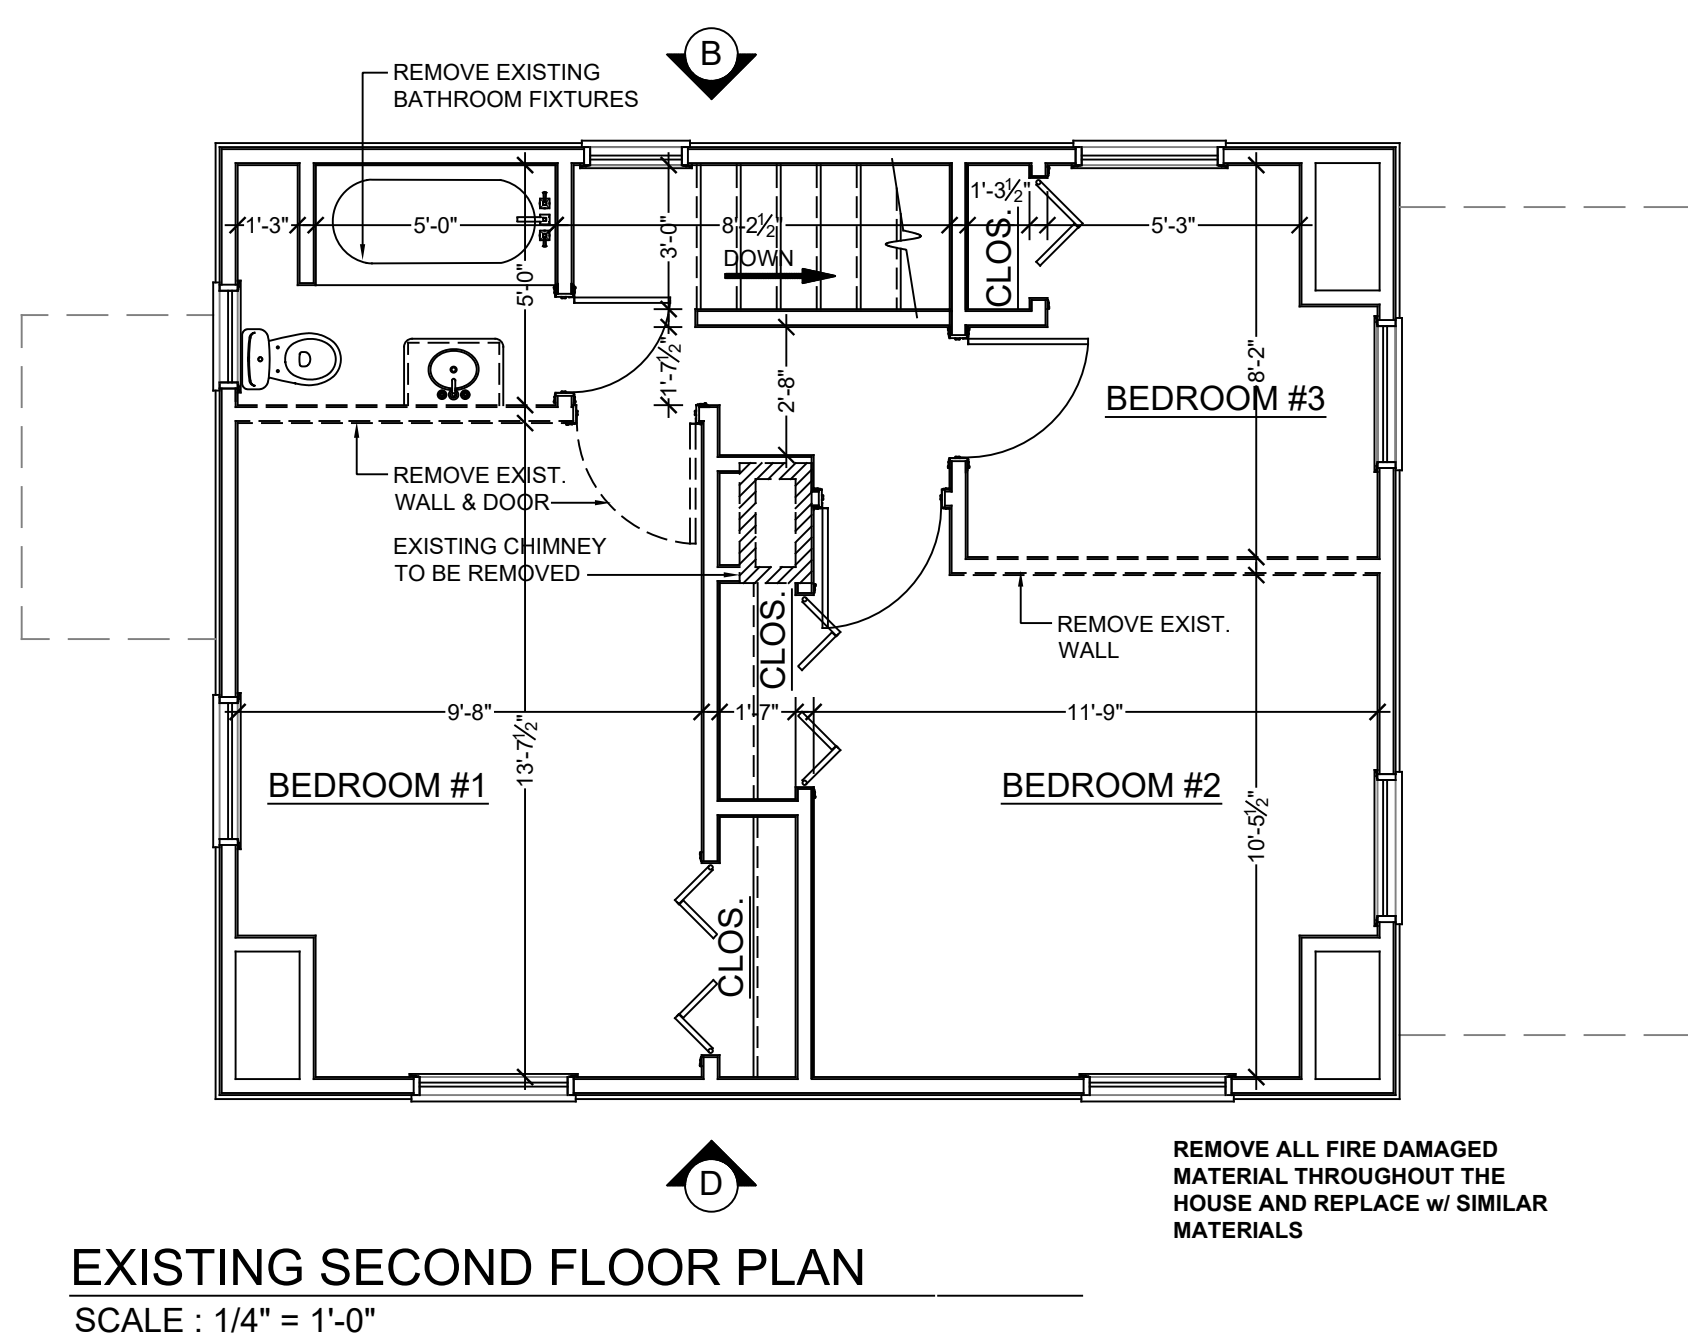 B
REMOVE EXISTING
BATHROOM FIXTURES
1'-3"
5'-0"
8'-2½"
1'-3½"
5'-3"
3'-0"
5'-0"
DOWN
CLOS.
1'-7½"
2'-8"
8'-2"
BEDROOM #3
REMOVE EXIST.
WALL & DOOR
EXISTING CHIMNEY
TO BE REMOVED
CLOS.
REMOVE EXIST.
WALL
9'-8"
1'-7"
11'-9"
13'-7½"
BEDROOM #1
BEDROOM #2
10'-5½"
CLOS.
D
REMOVE ALL FIRE DAMAGED
MATERIAL THROUGHOUT THE
HOUSE AND REPLACE w/ SIMILAR
MATERIALS
EXISTING SECOND FLOOR PLAN
SCALE : 1/4" = 1'-0"